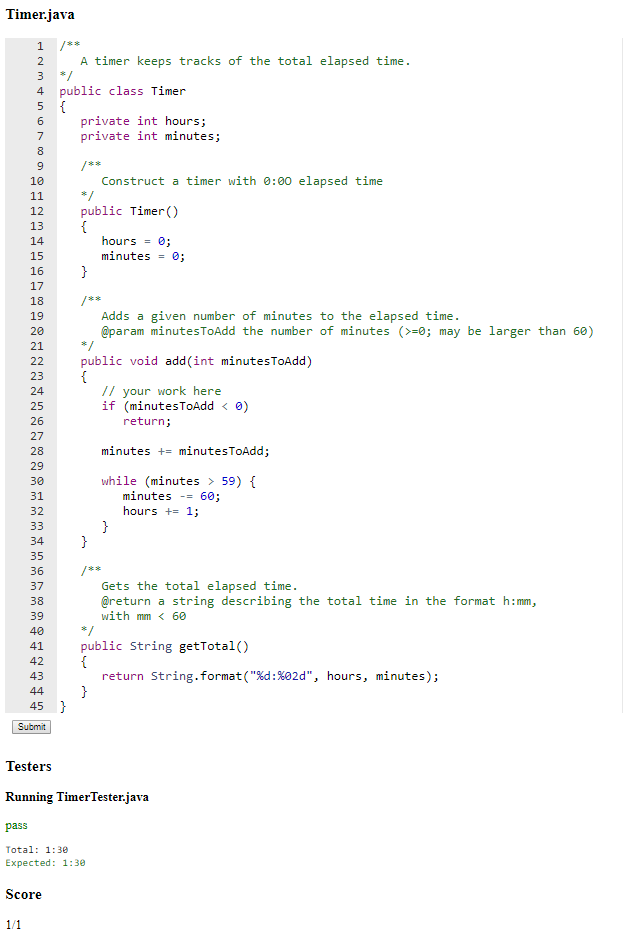 Timer.java
1 /**
2    A timer keeps tracks of the total elapsed time.
3 */
4 public class Timer
5 {
6    private int hours;
7    private int minutes;
8
9    /**
10       Construct a timer with 0:00 elapsed time
11    */
12    public Timer()
13    {
14       hours = 0;
15       minutes = 0;
16    }
17
18    /**
19       Adds a given number of minutes to the elapsed time.
20       @param minutesToAdd the number of minutes (>=0; may be larger than 60)
21    */
22    public void add(int minutesToAdd)
23    {
24       // your work here
25       if (minutesToAdd < 0)
26          return;
27
28       minutes += minutesToAdd;
29
30       while (minutes > 59) {
31          minutes -= 60;
32          hours += 1;
33       }
34    }
35
36    /**
37       Gets the total elapsed time.
38       @return a string describing the total time in the format h:mm,
39       with mm < 60
40    */
41    public String getTotal()
42    {
43       return String.format("%d:%02d", hours, minutes);
44    }
45 }
Submit
Testers
Running TimerTester.java
pass
Total: 1:30
Expected: 1:30
Score
1/1